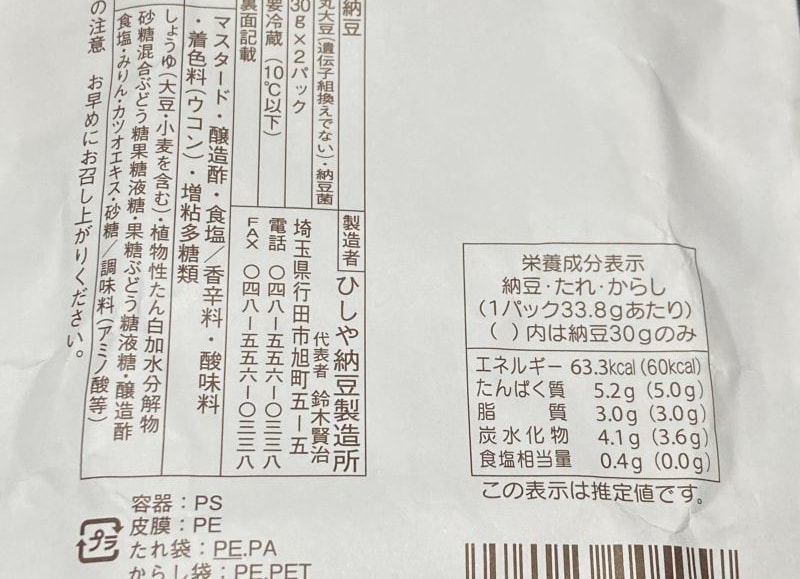 納豆
丸大豆(遺伝子組換えでない)・納豆菌
30g×2パック
要冷蔵(10℃以下)
裏面記載
製造者 ひしや納豆製造所
代表者 鈴木賢治
埼玉県行田市旭町五ー五
電話 〇四八ー五五六ー〇三三八
FAX 〇四八ー五五六ー〇三三八
マスタード・醸造酢・食塩/香辛料・酸味料
・着色料(ウコン)・増粘多糖類
しょうゆ(大豆・小麦を含む)・植物性たん白加水分解物
砂糖混合ぶどう糖果糖液糖・果糖ぶどう糖液糖・醸造酢
食塩・みりん・カツオエキス・砂糖/調味料(アミノ酸等)
の注意 お早めにお召し上がりください。
栄養成分表示
納豆・たれ・からし
(1パック33.8gあたり)
( )内は納豆30gのみ
エネルギー 63.3kcal(60kcal)
たんぱく質 5.2g(5.0g)
脂質 3.0g(3.0g)
炭水化物 4.1g(3.6g)
食塩相当量 0.4g(0.0g)
この表示は推定値です。
プラ
容器:PS
皮膜:PE
たれ袋:PE.PA
からし袋:PE.PET